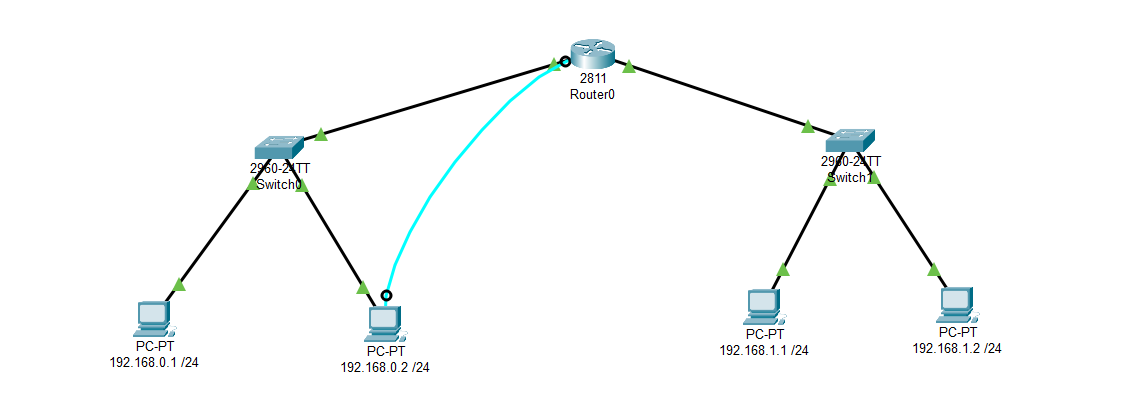 2811
Router0
2960-24TT
Switch0
2960-24TT
Switch1
PC-PT
192.168.0.1 /24
PC-PT
192.168.0.2 /24
PC-PT
192.168.1.1 /24
PC-PT
192.168.1.2 /24